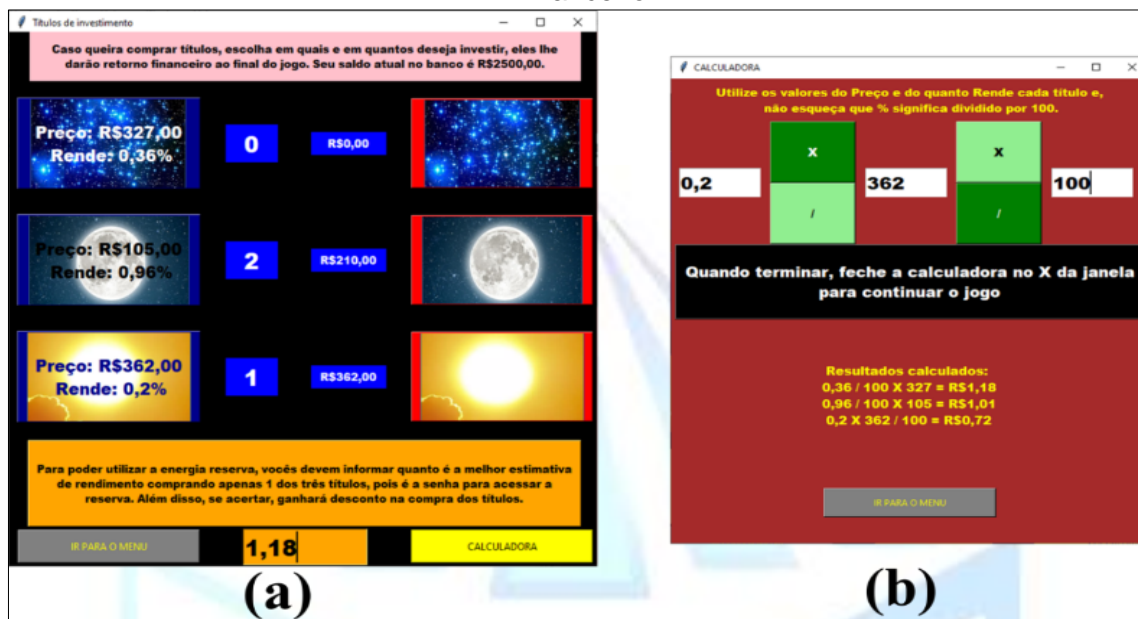 Títulos de investimento
Caso queira comprar títulos, escolha em quais e em quantos deseja investir, eles lhe
darão retorno financeiro ao final do jogo. Seu saldo atual no banco é R$2500,00.
Preço: R$327,00
Rende: 0,36%
0
R$0,00
Preço: R$105,00
Rende: 0,96%
2
R$210,00
Preço: R$362,00
Rende: 0,2%
1
R$362,00
Para poder utilizar a energia reserva, vocês devem informar quanto é a melhor estimativa
de rendimento comprando apenas 1 dos três títulos, pois é a senha para acessar a
reserva. Além disso, se acertar, ganhará desconto na compra dos títulos.
IR PARA O MENU
1,18
CALCULADORA
(a)
CALCULADORA
Utilize os valores do Preço e do quanto Rende cada título e,
não esqueça que % significa dividido por 100.
0,2
X
/
362
X
/
100
Quando terminar, feche a calculadora no X da janela
para continuar o jogo
Resultados calculados:
0,36 / 100 X 327 = R$1,18
0,96 / 100 X 105 = R$1,01
0,2 X 362 / 100 = R$0,72
IR PARA O MENU
(b)